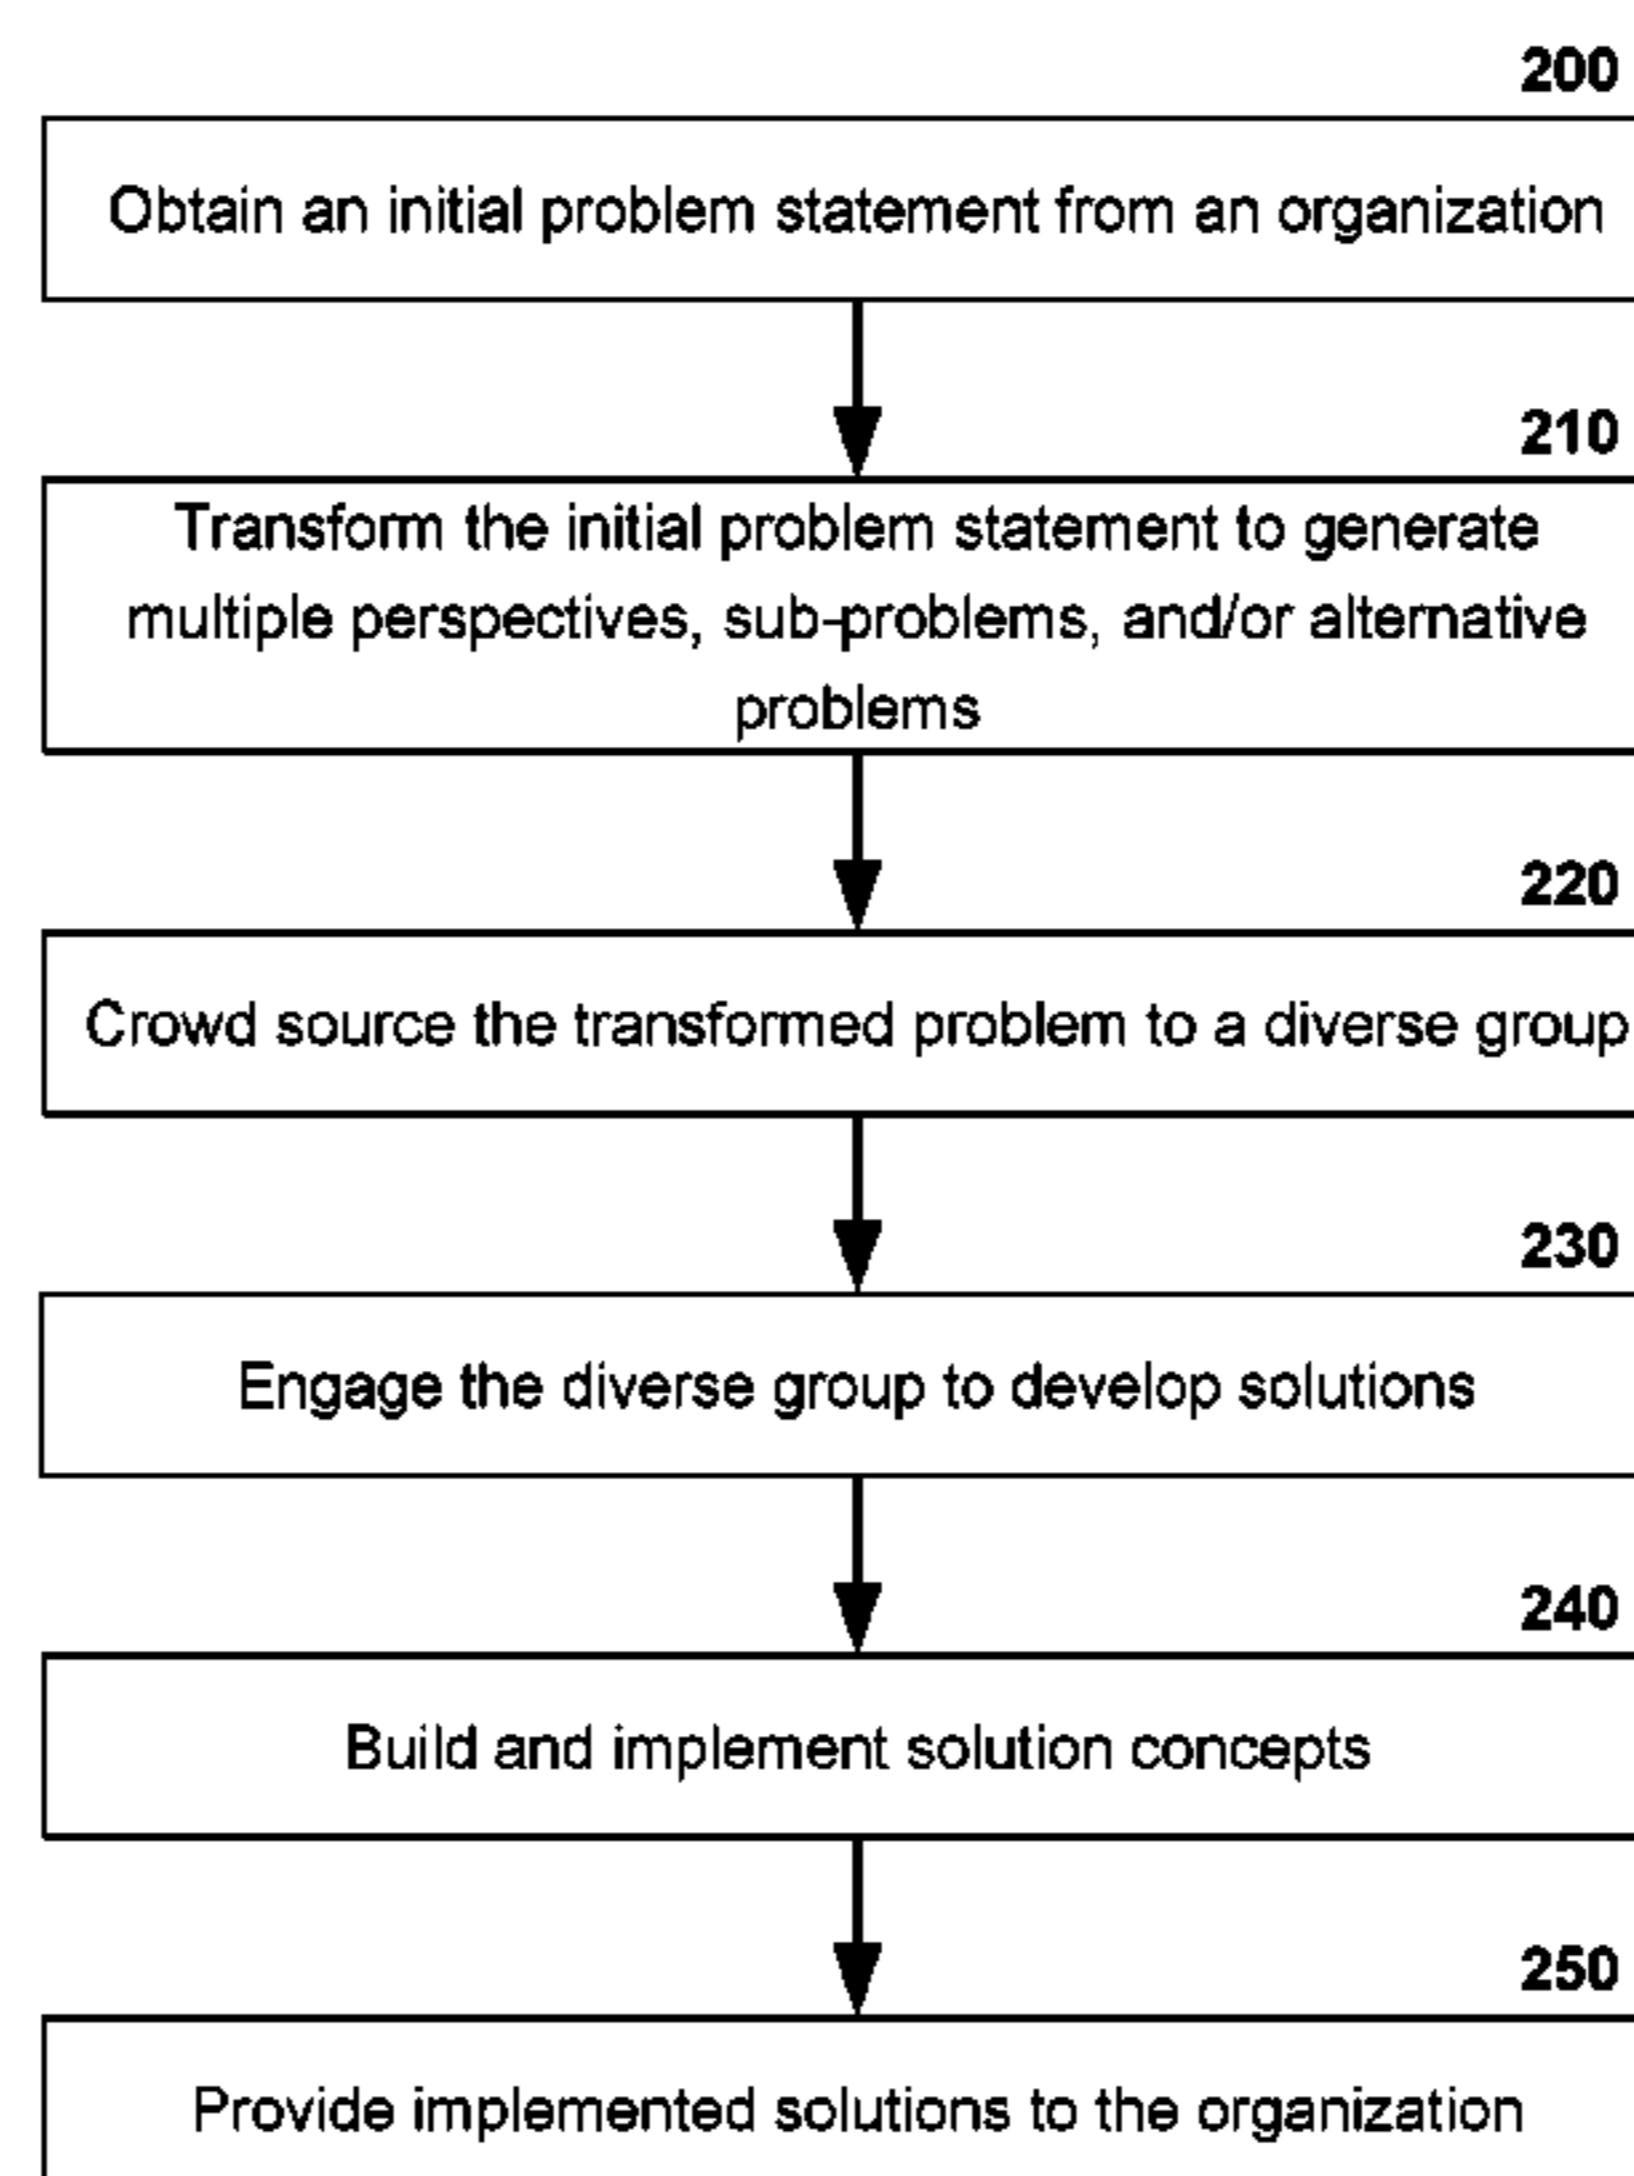 200
Obtain an initial problem statement from an organization
210
Transform the initial problem statement to generate
multiple perspectives, sub-problems, and/or alternative
problems
220
Crowd source the transformed problem to a diverse group
230
Engage the diverse group to develop solutions
240
Build and implement solution concepts
250
Provide implemented solutions to the organization